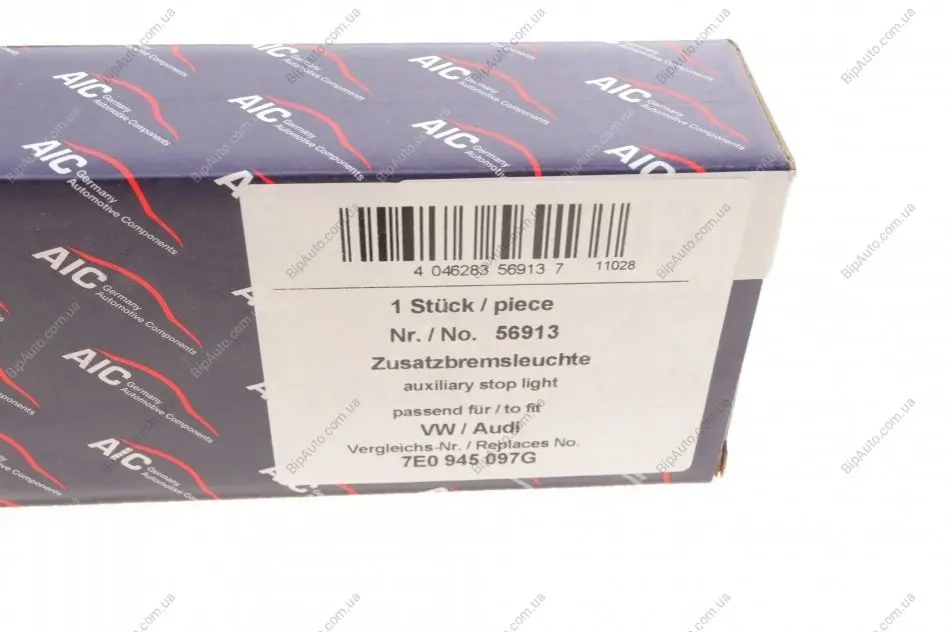 AIC
Germany
Automotive Components
4 046283 56913 7 11028
1 Stück / piece
Nr. / No. 56913
Zusatzbremsleuchte
auxiliary stop light
passend für / to fit
VW / Audi
Vergleichs-Nr. / Replaces No.
7E0 945 097G
BipAuto.com.ua